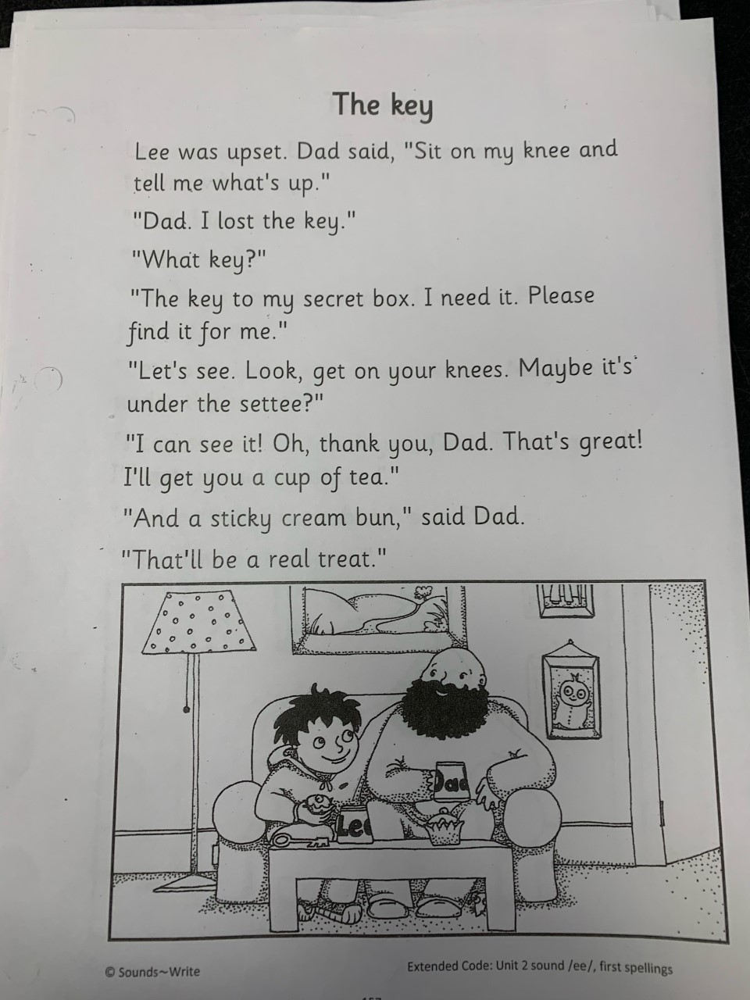 The key
Lee was upset. Dad said, "Sit on my knee and
tell me what's up."
"Dad. I lost the key."
"What key?"
"The key to my secret box. I need it. Please
find it for me."
"Let's see. Look, get on your knees. Maybe it's
under the settee?"
"I can see it! Oh, thank you, Dad. That's great!
I'll get you a cup of tea."
"And a sticky cream bun," said Dad.
"That'll be a real treat."
Dad
Lee
© Sounds~Write
Extended Code: Unit 2 sound /ee/, first spellings